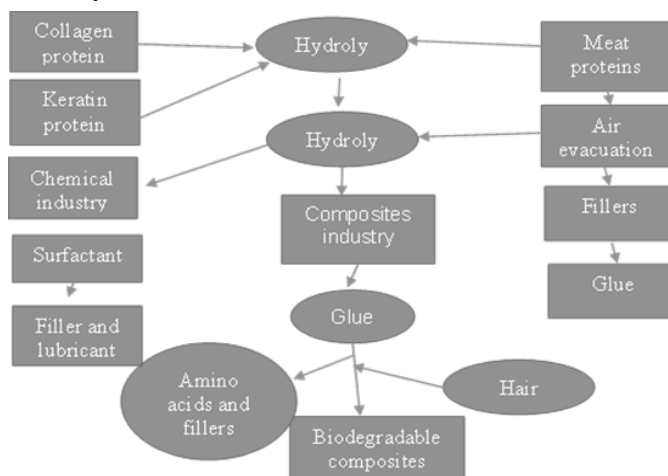 Collagen
protein
Hydroly
Meat
proteins
Keratin
protein
Hydroly
Air
evacuation
Chemical
industry
Composites
industry
Fillers
Surfactant
Glue
Filler and
lubricant
Glue
Amino
acids and
fillers
Hair
Biodegradable
composites